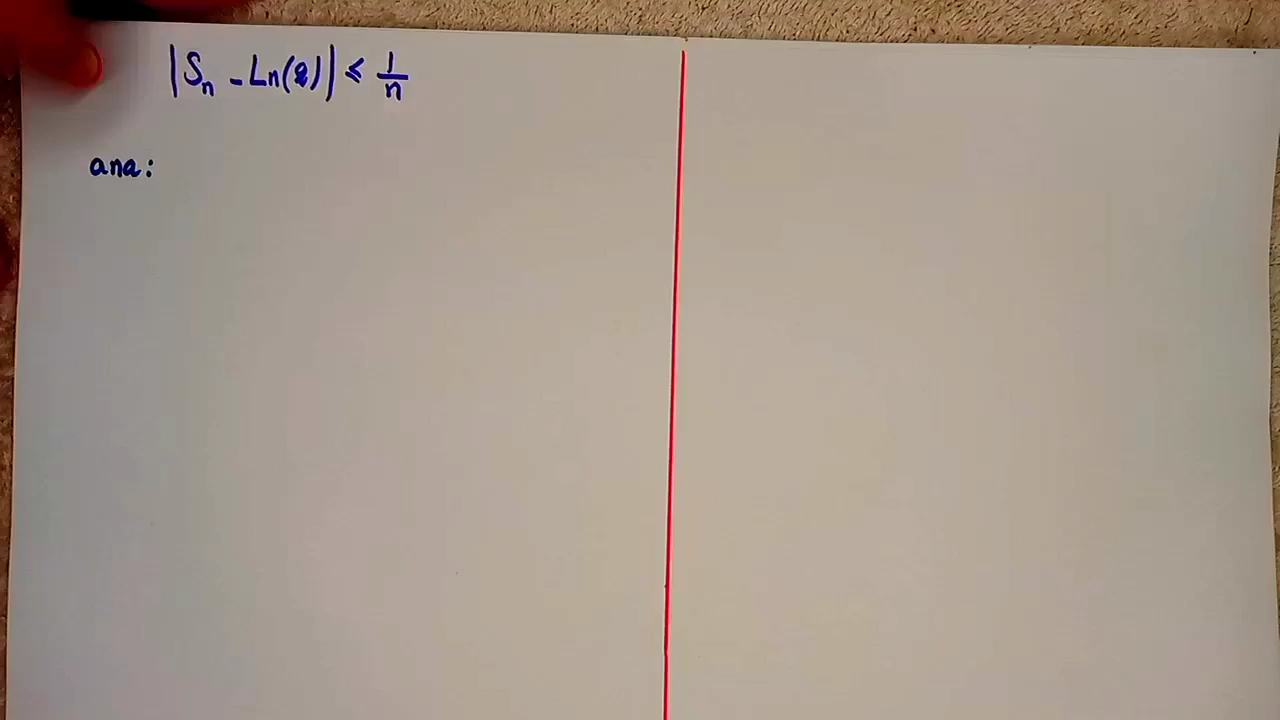 |Sₙ - Ln(2)| ≤ 1/n
ana: